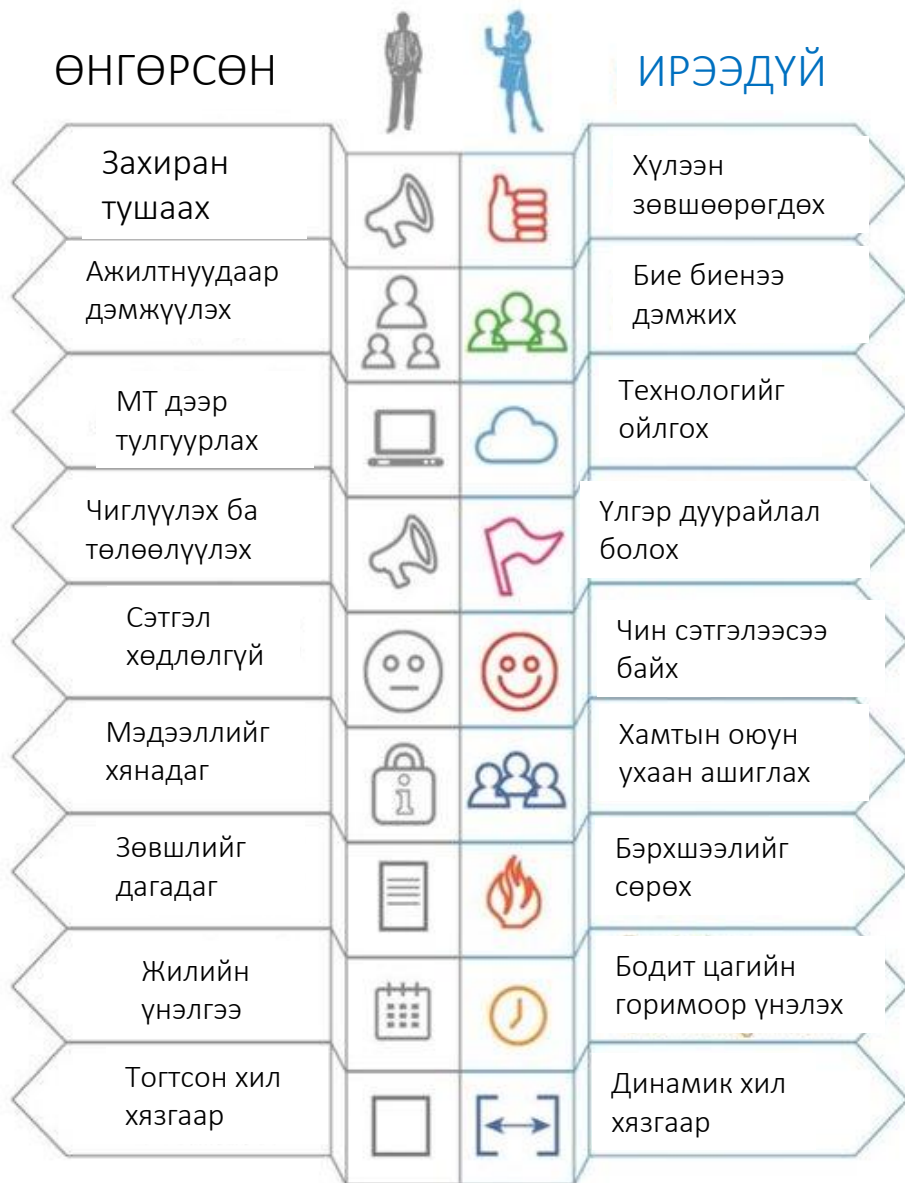 ӨНГӨРСӨН
ИРЭЭДҮЙ
Захиран
тушаах
Хүлээн
зөвшөөрөгдөх
Ажилтнуудаар
дэмжүүлэх
Бие биенээ
дэмжих
МТ дээр
тулгуурлах
Технологийг
ойлгох
Чиглүүлэх ба
төлөөлүүлэх
Үлгэр дуурайлал
болох
Сэтгэл
хөдлөлгүй
Чин сэтгэлээсээ
байх
Мэдээллийг
хянадаг
i
Хамтын оюун
ухаан ашиглах
Зөвшлийг
дагадаг
Бэрхшээлийг
сөрөх
Жилийн
үнэлгээ
Бодит цагийн
горимоор үнэлэх
Тогтсон хил
хязгаар
Динамик хил
хязгаар